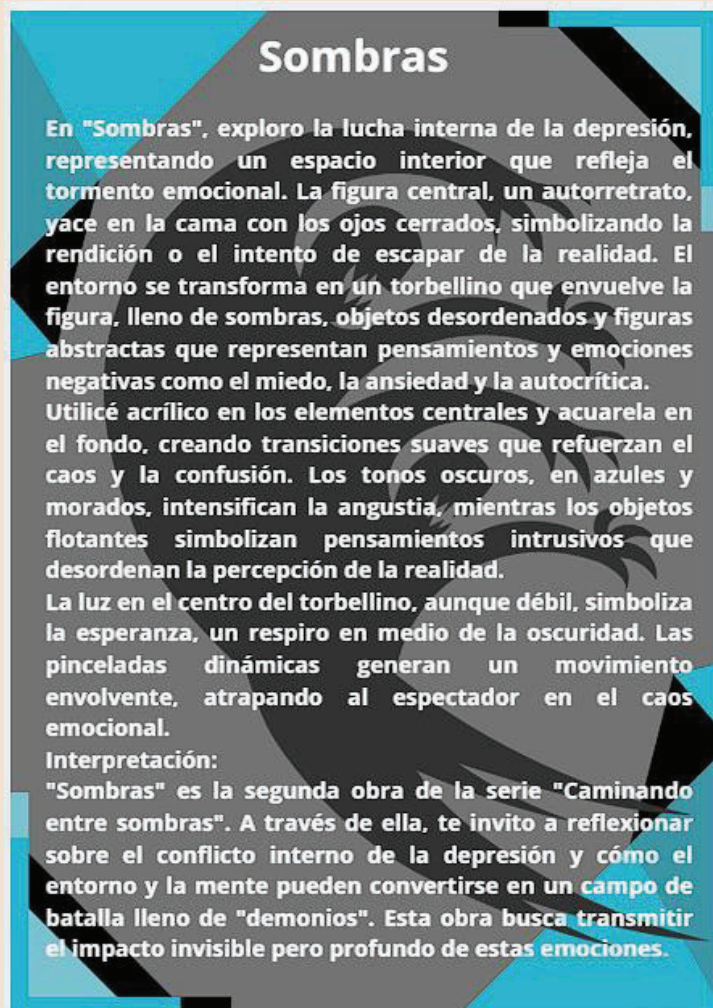 Sombras
En "Sombras", exploro la lucha interna de la depresión,
representando un espacio interior que refleja el
tormento emocional. La figura central, un autorretrato,
yace en la cama con los ojos cerrados, simbolizando la
rendición o el intento de escapar de la realidad. El
entorno se transforma en un torbellino que envuelve la
figura, lleno de sombras, objetos desordenados y figuras
abstractas que representan pensamientos y emociones
negativas como el miedo, la ansiedad y la autocrítica.
Utilicé acrílico en los elementos centrales y acuarela en
el fondo, creando transiciones suaves que refuerzan el
caos y la confusión. Los tonos oscuros, en azules y
morados, intensifican la angustia, mientras los objetos
flotantes simbolizan pensamientos intrusivos que
desordenan la percepción de la realidad.
La luz en el centro del torbellino, aunque débil, simboliza
la esperanza, un respiro en medio de la oscuridad. Las
pinceladas dinámicas generan un movimiento
envolvente, atrapando al espectador en el caos
emocional.
Interpretación:
"Sombras" es la segunda obra de la serie "Caminando
entre sombras". A través de ella, te invito a reflexionar
sobre el conflicto interno de la depresión y cómo el
entorno y la mente pueden convertirse en un campo de
batalla lleno de "demonios". Esta obra busca transmitir
el impacto invisible pero profundo de estas emociones.